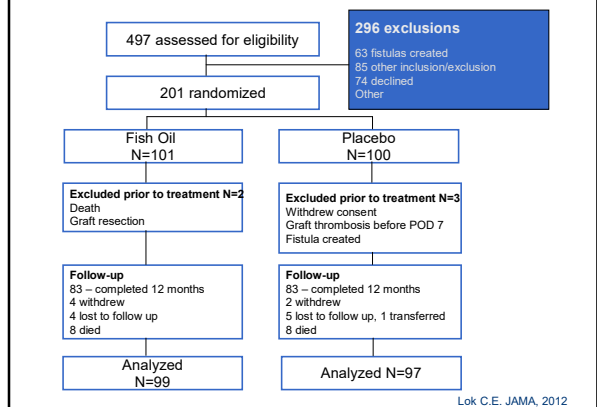 497 assessed for eligibility
296 exclusions
63 fistulas created
85 other inclusion/exclusion
74 declined
Other
201 randomized
Fish Oil
N=101
Placebo
N=100
Excluded prior to treatment N=2
Death
Graft resection
Excluded prior to treatment N=3
Withdrew consent
Graft thrombosis before POD 7
Fistula created
Follow-up
83 – completed 12 months
4 withdrew
4 lost to follow up
8 died
Follow-up
83 – completed 12 months
2 withdrew
5 lost to follow up, 1 transferred
8 died
Analyzed
N=99
Analyzed N=97
Lok C.E. JAMA, 2012